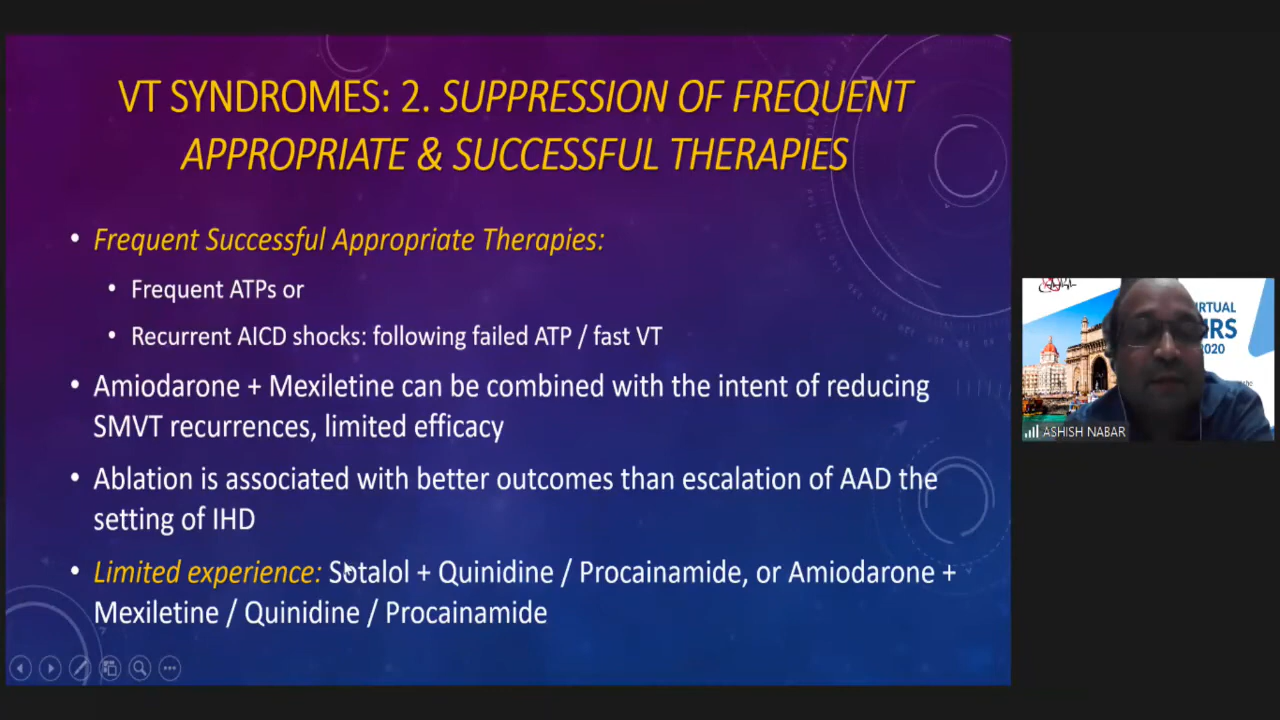 VT SYNDROMES: 2. SUPPRESSION OF FREQUENT
APPROPRIATE & SUCCESSFUL THERAPIES
• Frequent Successful Appropriate Therapies:
• Frequent ATPs or
• Recurrent AICD shocks: following failed ATP / fast VT
• Amiodarone + Mexiletine can be combined with the intent of reducing
SMVT recurrences, limited efficacy
• Ablation is associated with better outcomes than escalation of AAD the
setting of IHD
• Limited experience: Sotalol + Quinidine / Procainamide, or Amiodarone +
Mexiletine / Quinidine / Procainamide
2020
ASHISH NABAR